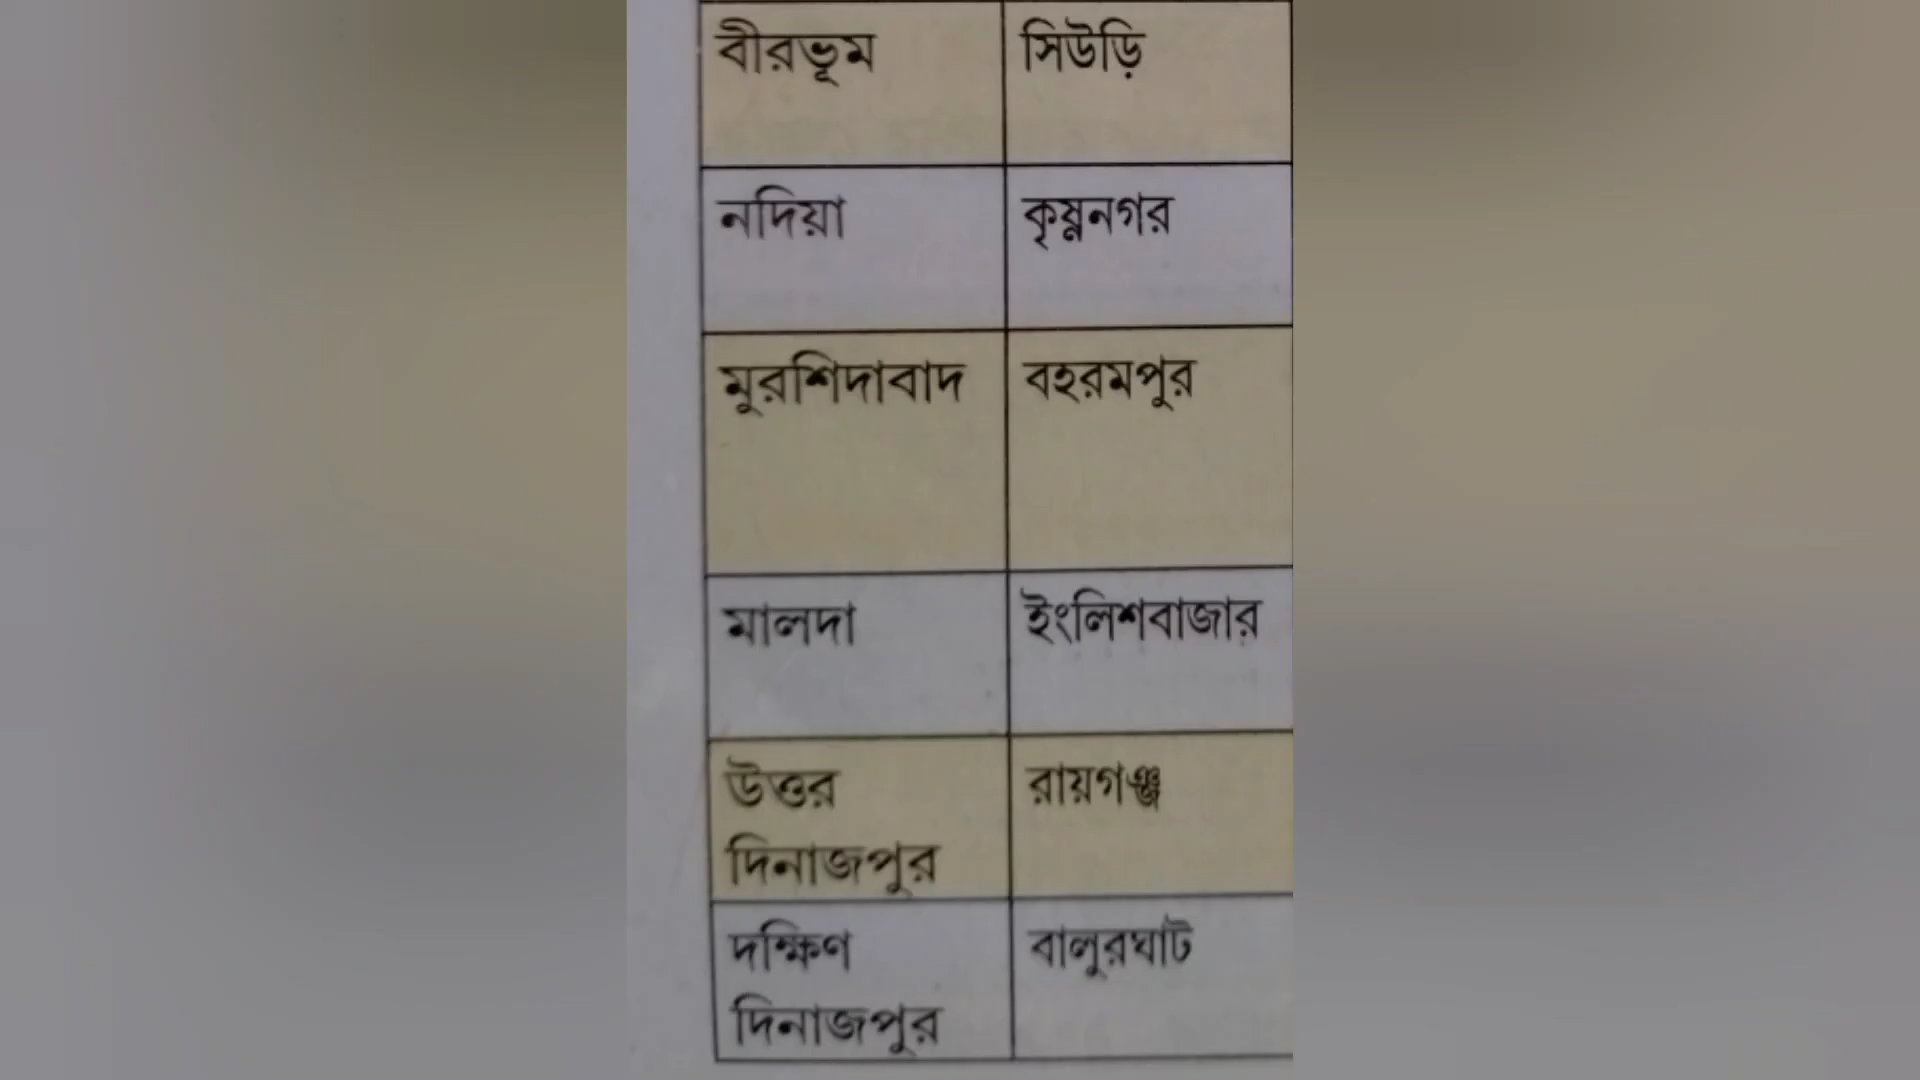 বীরভূম সিউড়ি
নদিয়া কৃষ্ণনগর
মুরশিদাবাদ বহরমপুর
মালদা ইংলিশবাজার
উত্তর রায়গঞ্জ
দিনাজপুর
দক্ষিণ বালুরঘাট
দিনাজপুর